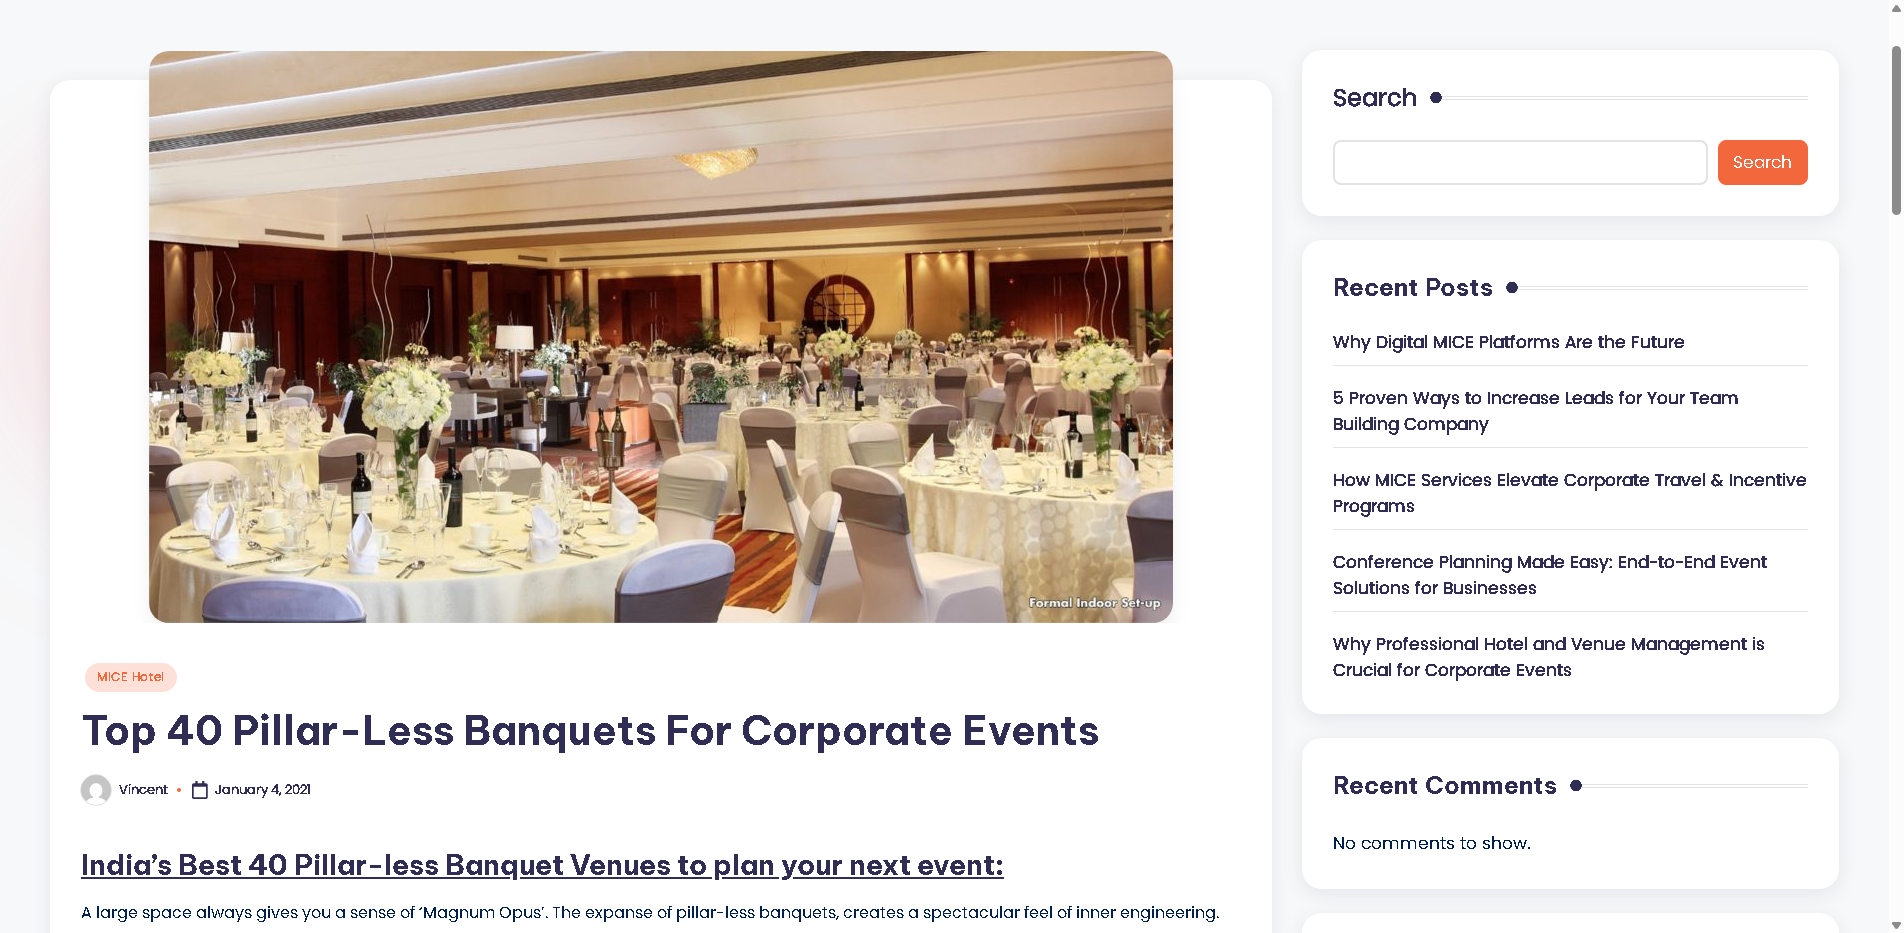 Formal Indoor Set-up
MICE Hotel
Top 40 Pillar-Less Banquets For Corporate Events
Vincent
January 4, 2021
India’s Best 40 Pillar-less Banquet Venues to plan your next event:
A large space always gives you a sense of ‘Magnum Opus’. The expanse of pillar-less banquets, creates a spectacular feel of inner engineering.
Search
Search
Recent Posts
Why Digital MICE Platforms Are the Future
5 Proven Ways to Increase Leads for Your Team
Building Company
How MICE Services Elevate Corporate Travel & Incentive
Programs
Conference Planning Made Easy: End-to-End Event
Solutions for Businesses
Why Professional Hotel and Venue Management is
Crucial for Corporate Events
Recent Comments
No comments to show.